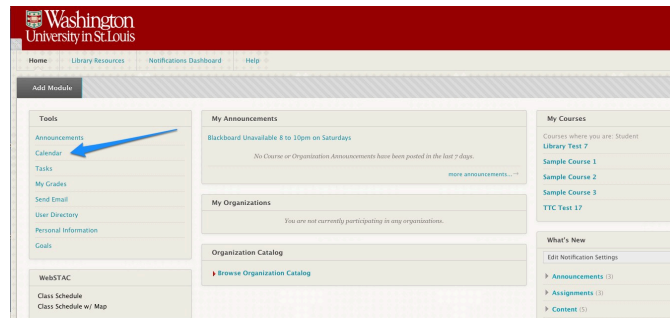 Washington
University in St. Louis
Home Library Resources Notifications Dashboard Help
Add Module
Tools
Announcements
Calendar
Tasks
My Grades
Send Email
User Directory
Personal Information
Goals
WebSTAC
Class Schedule
Class Schedule w/ Map
My Announcements
Blackboard Unavailable 8 to 10pm on Saturdays
No Course or Organization Announcements have been posted in the last 7 days.
more announcements... →
My Organizations
You are not currently participating in any organizations.
Organization Catalog
Browse Organization Catalog
My Courses
Courses where you are: Student
Library Test 7
Sample Course 1
Sample Course 2
Sample Course 3
TTC Test 17
What's New
Edit Notification Settings
Announcements (3)
Assignments (3)
Content (5)